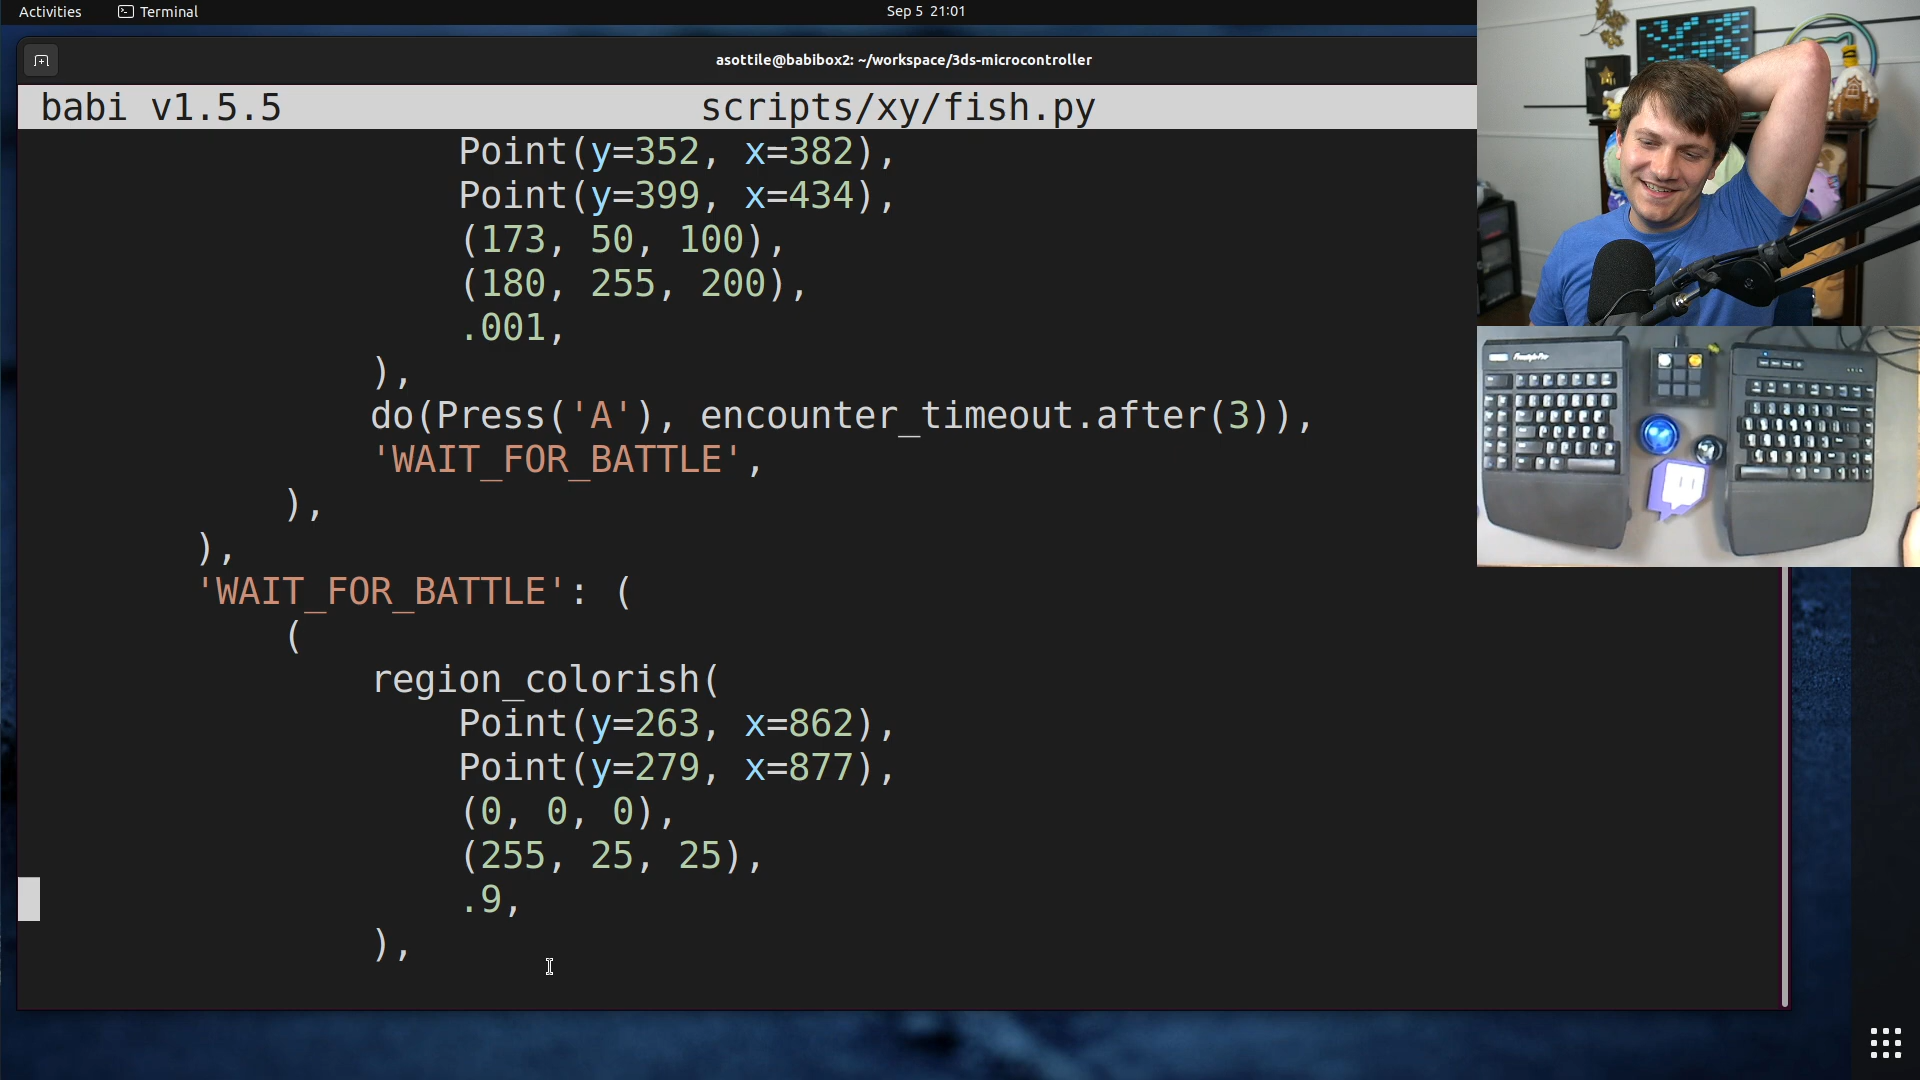 Activities
Terminal
Sep 5 21:01
asottile@babibox2: ~/workspace/3ds-microcontroller
babi v1.5.5
scripts/xy/fish.py
Point(y=352, x=382),
Point(y=399, x=434),
(173, 50, 100),
(180, 255, 200),
.001,
),
do(Press('A'), encounter_timeout.after(3)),
'WAIT_FOR_BATTLE',
),
),
'WAIT_FOR_BATTLE': (
(
region_colorish(
Point(y=263, x=862),
Point(y=279, x=877),
(0, 0, 0),
(255, 25, 25),
.9,
),